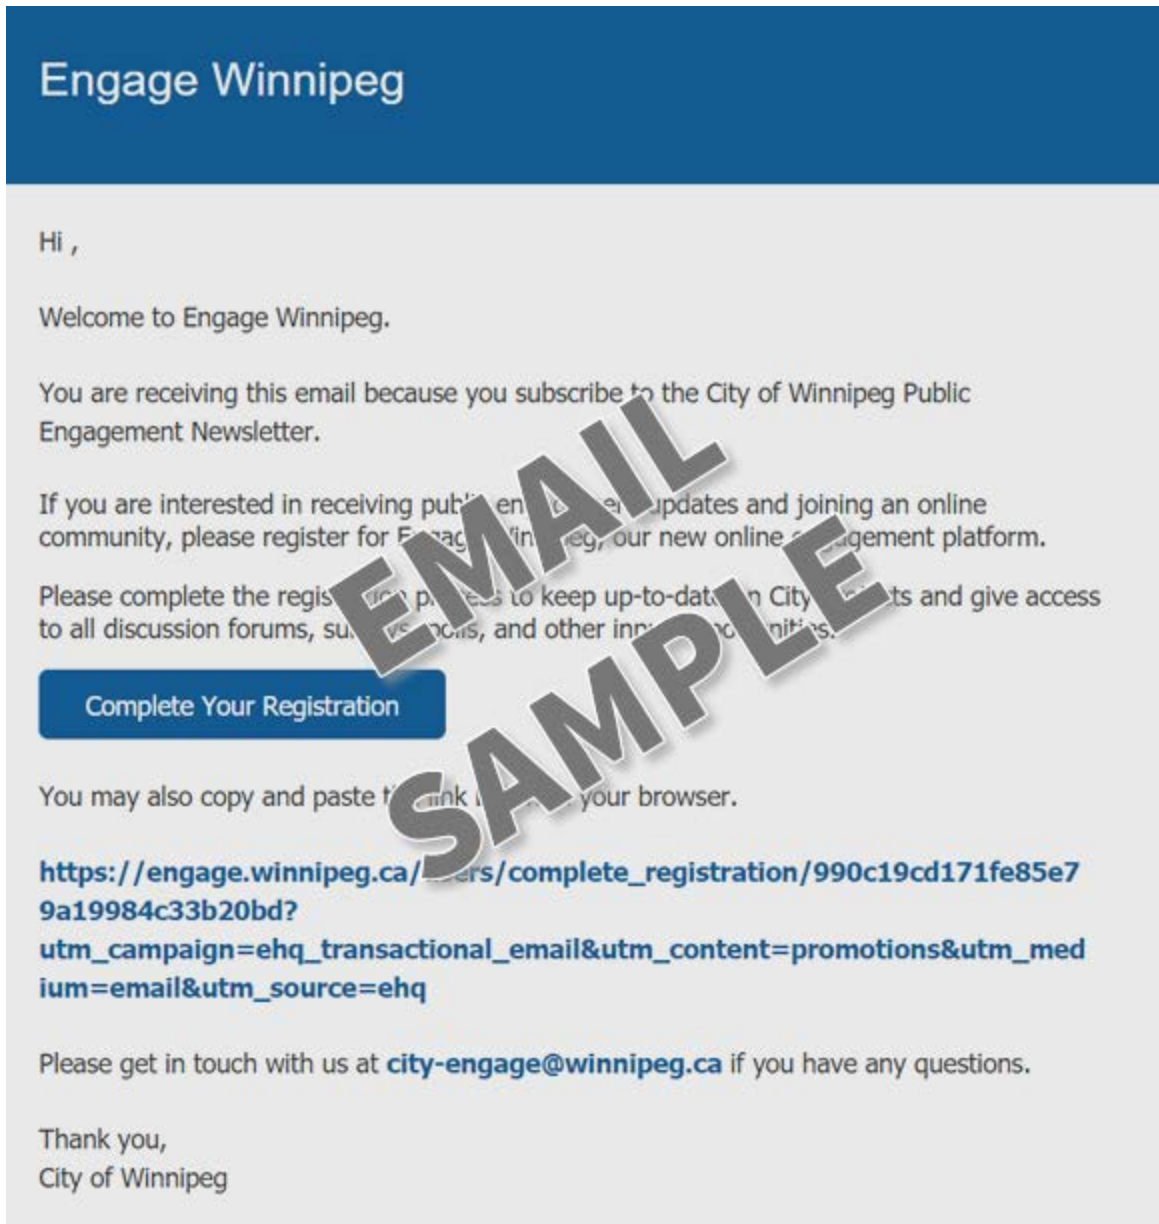 Engage Winnipeg
Hi ,
Welcome to Engage Winnipeg.
You are receiving this email because you subscribe to the City of Winnipeg Public
Engagement Newsletter.
If you are interested in receiving updates and joining an online
community, please register for our new online platform.
Please complete the to keep up-to-date City and give access
to all discussion forums, and other
Complete Your Registration
You may also copy and paste your browser.
https://engage.winnipeg.ca/users/complete_registration/990c19cd171fe85e7
9a19984c33b20bd?
utm_campaign=ehq_transactional_email&utm_content=promotions&utm_med
ium=email&utm_source=ehq
Please get in touch with us at city-engage@winnipeg.ca if you have any questions.
Thank you,
City of Winnipeg
EMAIL
SAMPLE